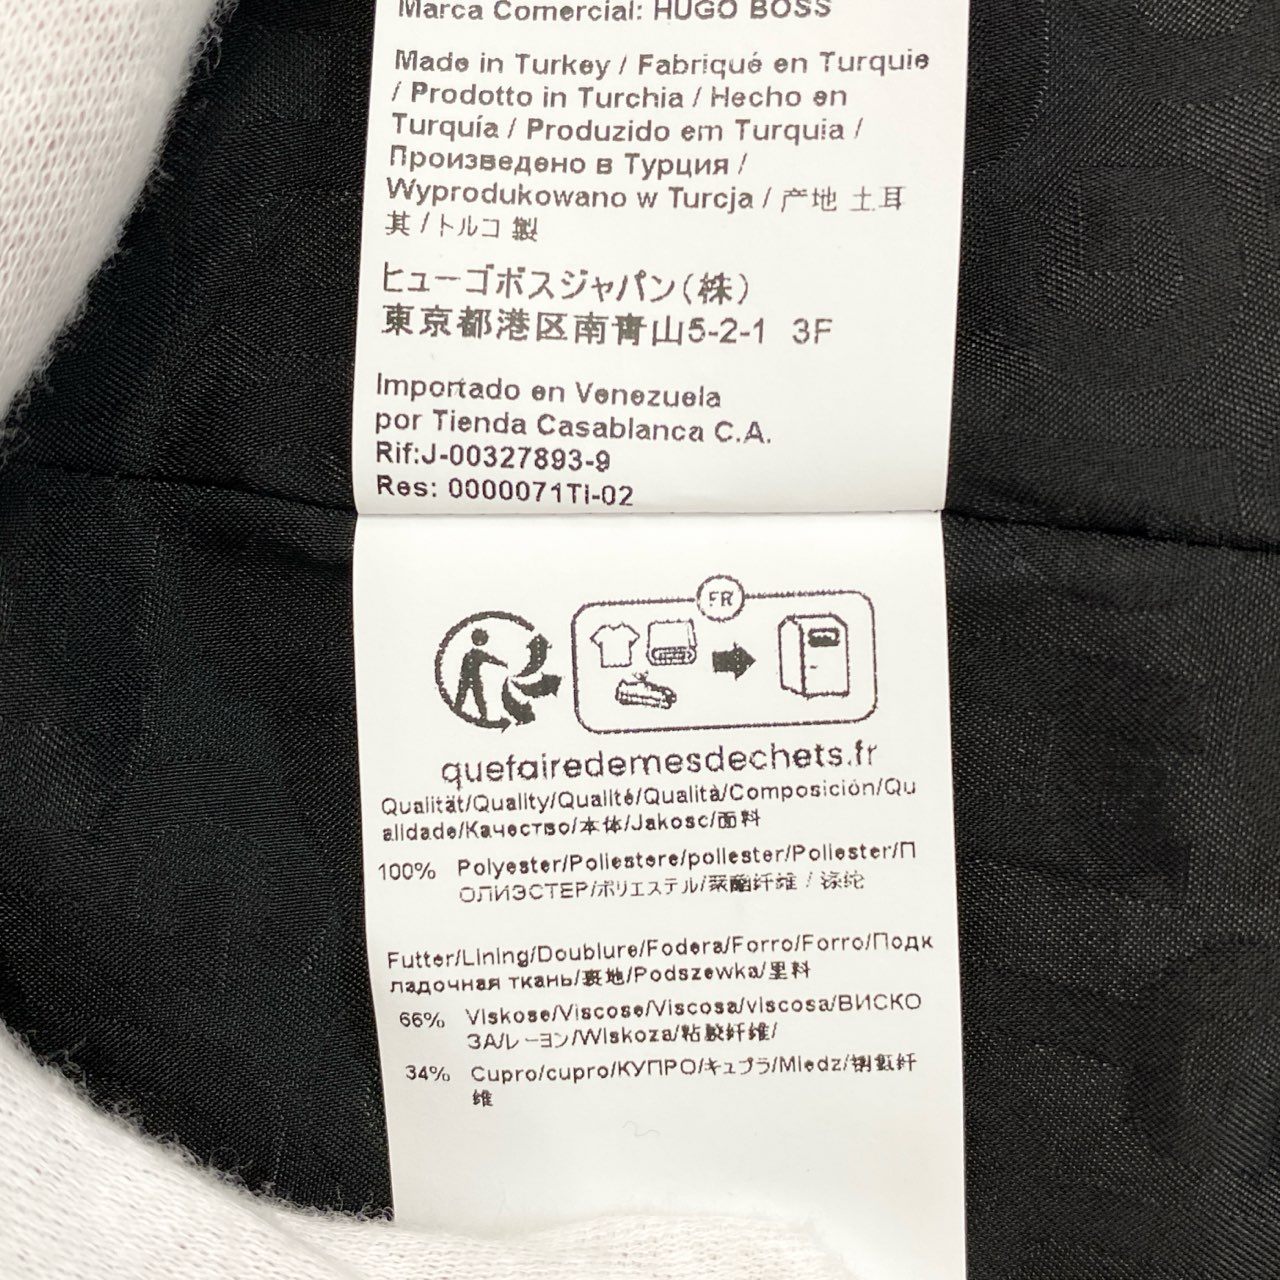 Marca Comercial: HUGO BOSS
Made in Turkey / Fabriqué en Turquie
/ Prodotto in Turchia / Hecho en
Turquía / Produzido em Turquia /
Произведено в Турция /
Wyprodukowano w Turcja / 产地 土耳
其 / トルコ 製
ヒューゴボスジャパン(株)
東京都港区南青山5-2-1 3F
Importado en Venezuela
por Tienda Casablanca C.A.
Rif:J-00327893-9
Res: 0000071Ti-02
FR
quefairedemesdechets.fr
Qualität/Quality/Qualité/Qualità/Composición/Qu
alidade/Качество/本体/Jakosc/面料
100% Polyester/Poliestere/poliester/Poliester/П
ОЛИЭСТЕР/ポリエステル/聚酯纤维 / 涤纶
Futter/Lining/Doublure/Fodera/Forro/Forro/Подк
ладочная ткань/裏地/Podszewka/里料
66% Viskose/Viscose/Viscosa/viscosa/ВИСКО
ЗА/レーヨン/Wiskoza/粘胶纤维/
34% Cupro/cupro/КУПРО/キュプラ/Miedz/铜氨纤
维